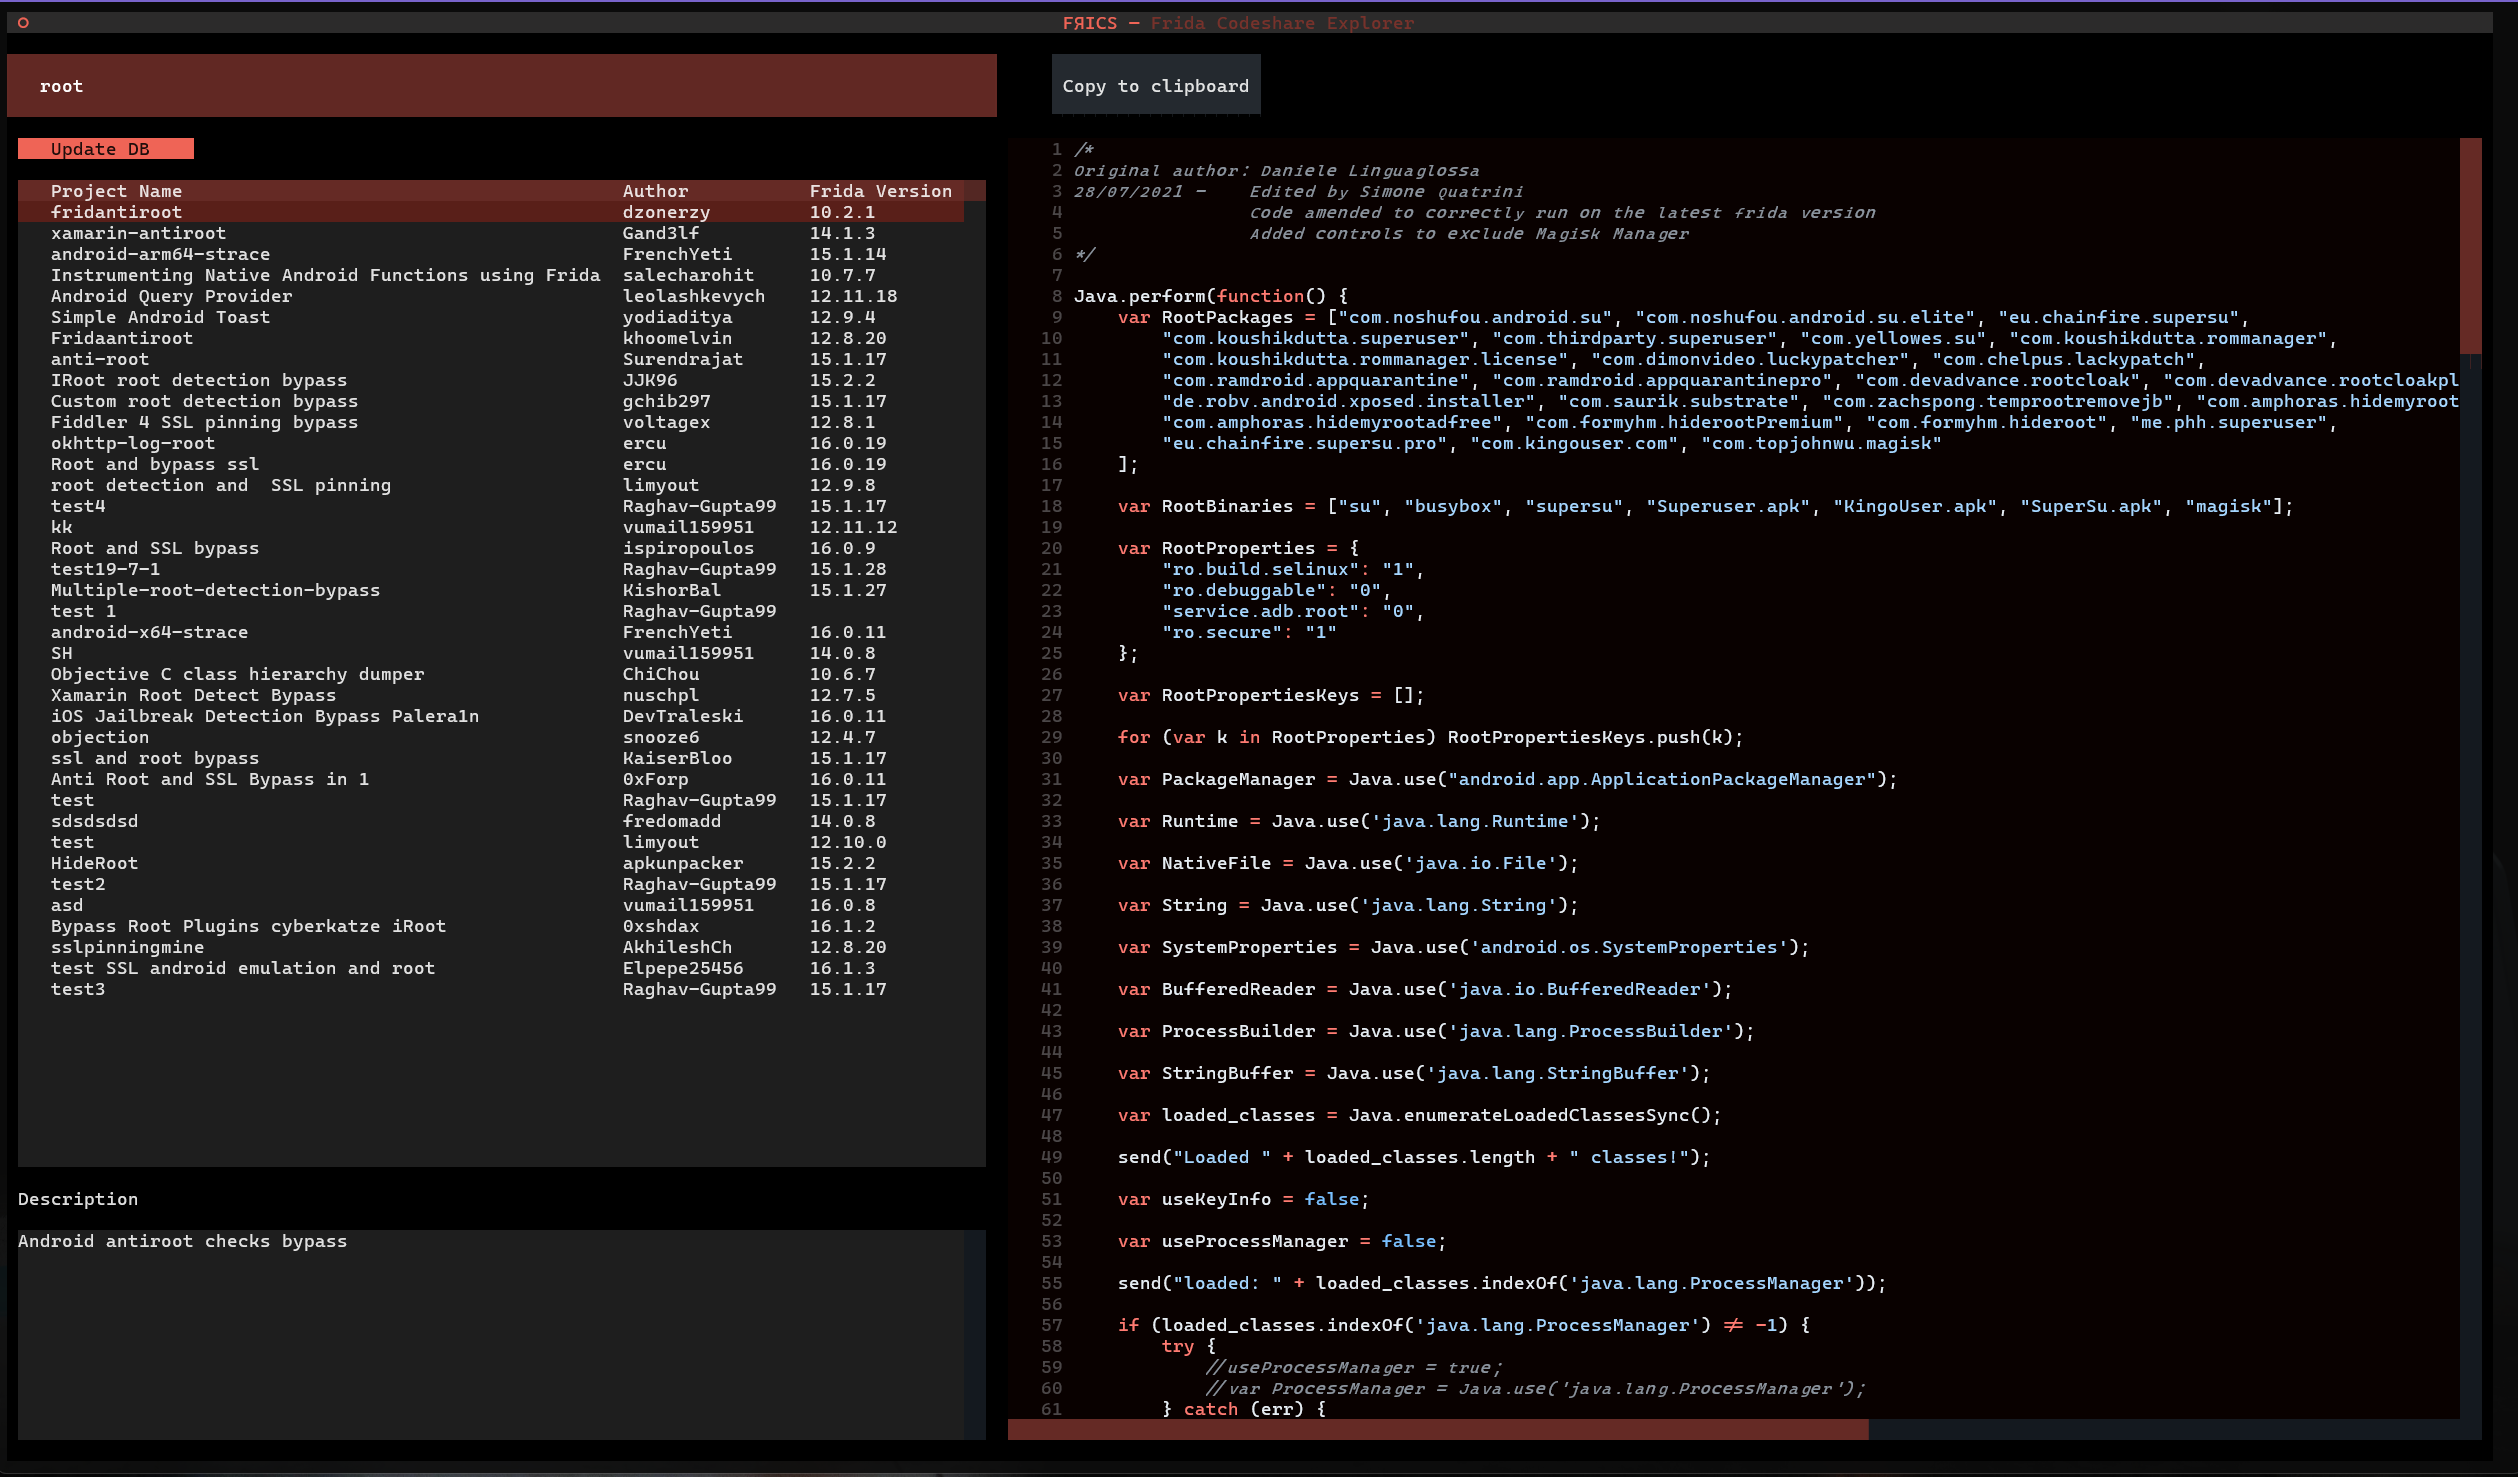 FЯICS — Frida Codeshare Explorer
root
Update DB
Project Name Author Frida Version
fridantiroot dzonerzy 10.2.1
xamarin-antiroot Gand3lf 14.1.3
android-arm64-strace FrenchYeti 15.1.14
Instrumenting Native Android Functions using Frida salecharohit 10.7.7
Android Query Provider leolashkevych 12.11.18
Simple Android Toast yodiaditya 12.9.4
Fridaantiroot khoomelvin 12.8.20
anti-root Surendrajat 15.1.17
IRoot root detection bypass JJK96 15.2.2
Custom root detection bypass gchib297 15.1.17
Fiddler 4 SSL pinning bypass voltagex 12.8.1
okhttp-log-root ercu 16.0.19
Root and bypass ssl ercu 16.0.19
root detection and  SSL pinning limyout 12.9.8
test4 Raghav-Gupta99 15.1.17
kk vumail159951 12.11.12
Root and SSL bypass ispiropoulos 16.0.9
test19-7-1 Raghav-Gupta99 15.1.28
Multiple-root-detection-bypass KishorBal 15.1.27
test 1 Raghav-Gupta99
android-x64-strace FrenchYeti 16.0.11
SH vumail159951 14.0.8
Objective C class hierarchy dumper ChiChou 10.6.7
Xamarin Root Detect Bypass nuschpl 12.7.5
iOS Jailbreak Detection Bypass Palera1n DevTraleski 16.0.11
objection snooze6 12.4.7
ssl and root bypass KaiserBloo 15.1.17
Anti Root and SSL Bypass in 1 0xForp 16.0.11
test Raghav-Gupta99 15.1.17
sdsdsdsd fredomadd 14.0.8
test limyout 12.10.0
HideRoot apkunpacker 15.2.2
test2 Raghav-Gupta99 15.1.17
asd vumail159951 16.0.8
Bypass Root Plugins cyberkatze iRoot 0xshdax 16.1.2
sslpinningmine AkhileshCh 12.8.20
test SSL android emulation and root Elpepe25456 16.1.3
test3 Raghav-Gupta99 15.1.17
Description
Android antiroot checks bypass
Copy to clipboard
1 /*
2 Original author: Daniele Linguaglossa
3 28/07/2021 -    Edited by Simone Quatrini
4                 Code amended to correctly run on the latest frida version
5                 Added controls to exclude Magisk Manager
6 */
7
8 Java.perform(function() {
9     var RootPackages = ["com.noshufou.android.su", "com.noshufou.android.su.elite", "eu.chainfire.supersu",
10         "com.koushikdutta.superuser", "com.thirdparty.superuser", "com.yellowes.su", "com.koushikdutta.rommanager",
11         "com.koushikdutta.rommanager.license", "com.dimonvideo.luckypatcher", "com.chelpus.lackypatch",
12         "com.ramdroid.appquarantine", "com.ramdroid.appquarantinepro", "com.devadvance.rootcloak", "com.devadvance.rootcloakpl
13         "de.robv.android.xposed.installer", "com.saurik.substrate", "com.zachspong.temprootremovejb", "com.amphoras.hidemyroot
14         "com.amphoras.hidemyrootadfree", "com.formyhm.hiderootPremium", "com.formyhm.hideroot", "me.phh.superuser",
15         "eu.chainfire.supersu.pro", "com.kingouser.com", "com.topjohnwu.magisk"
16     ];
17
18     var RootBinaries = ["su", "busybox", "supersu", "Superuser.apk", "KingoUser.apk", "SuperSu.apk", "magisk"];
19
20     var RootProperties = {
21         "ro.build.selinux": "1",
22         "ro.debuggable": "0",
23         "service.adb.root": "0",
24         "ro.secure": "1"
25     };
26
27     var RootPropertiesKeys = [];
28
29     for (var k in RootProperties) RootPropertiesKeys.push(k);
30
31     var PackageManager = Java.use("android.app.ApplicationPackageManager");
32
33     var Runtime = Java.use('java.lang.Runtime');
34
35     var NativeFile = Java.use('java.io.File');
36
37     var String = Java.use('java.lang.String');
38
39     var SystemProperties = Java.use('android.os.SystemProperties');
40
41     var BufferedReader = Java.use('java.io.BufferedReader');
42
43     var ProcessBuilder = Java.use('java.lang.ProcessBuilder');
44
45     var StringBuffer = Java.use('java.lang.StringBuffer');
46
47     var loaded_classes = Java.enumerateLoadedClassesSync();
48
49     send("Loaded " + loaded_classes.length + " classes!");
50
51     var useKeyInfo = false;
52
53     var useProcessManager = false;
54
55     send("loaded: " + loaded_classes.indexOf('java.lang.ProcessManager'));
56
57     if (loaded_classes.indexOf('java.lang.ProcessManager') != -1) {
58         try {
59             //useProcessManager = true;
60             //var ProcessManager = Java.use('java.lang.ProcessManager');
61         } catch (err) {